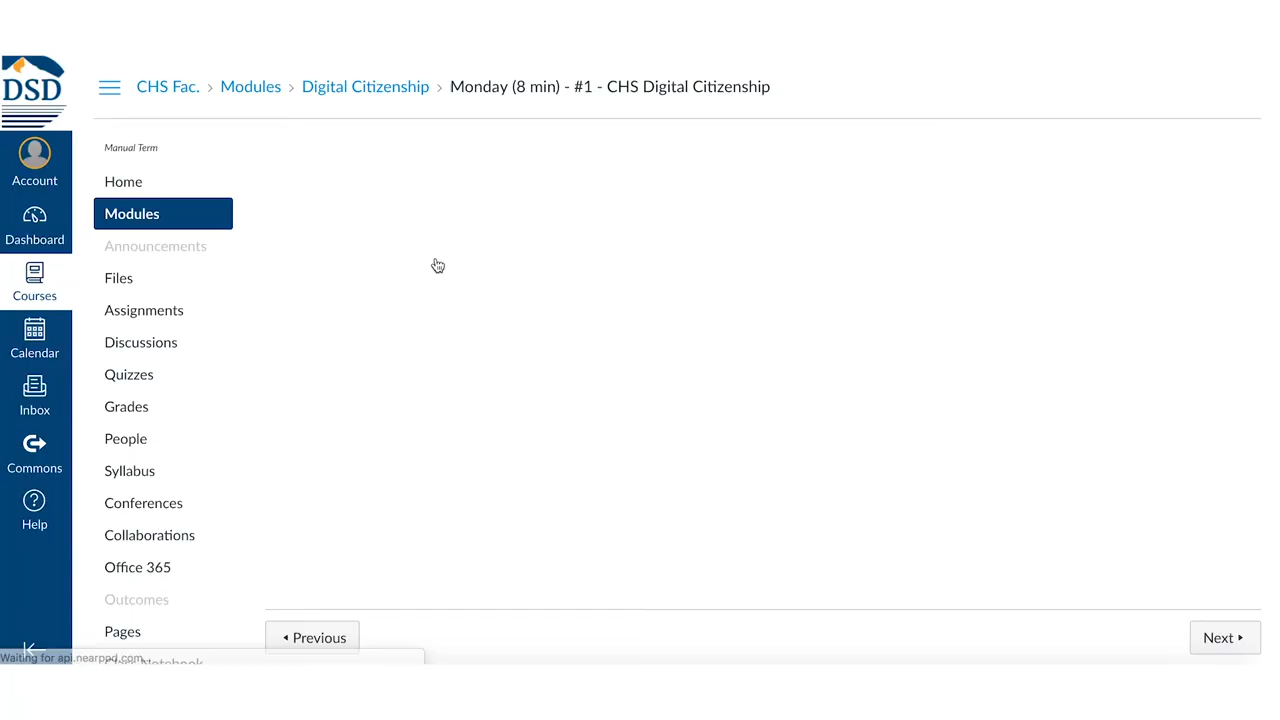 DSD
CHS Fac. > Modules > Digital Citizenship > Monday (8 min) - #1 - CHS Digital Citizenship
Manual Term
Account
Dashboard
Courses
Calendar
Inbox
Commons
Help
Home
Modules
Announcements
Files
Assignments
Discussions
Quizzes
Grades
People
Syllabus
Conferences
Collaborations
Office 365
Outcomes
Pages
Previous
Next
Waiting for api.nearpod.com...
Notebook